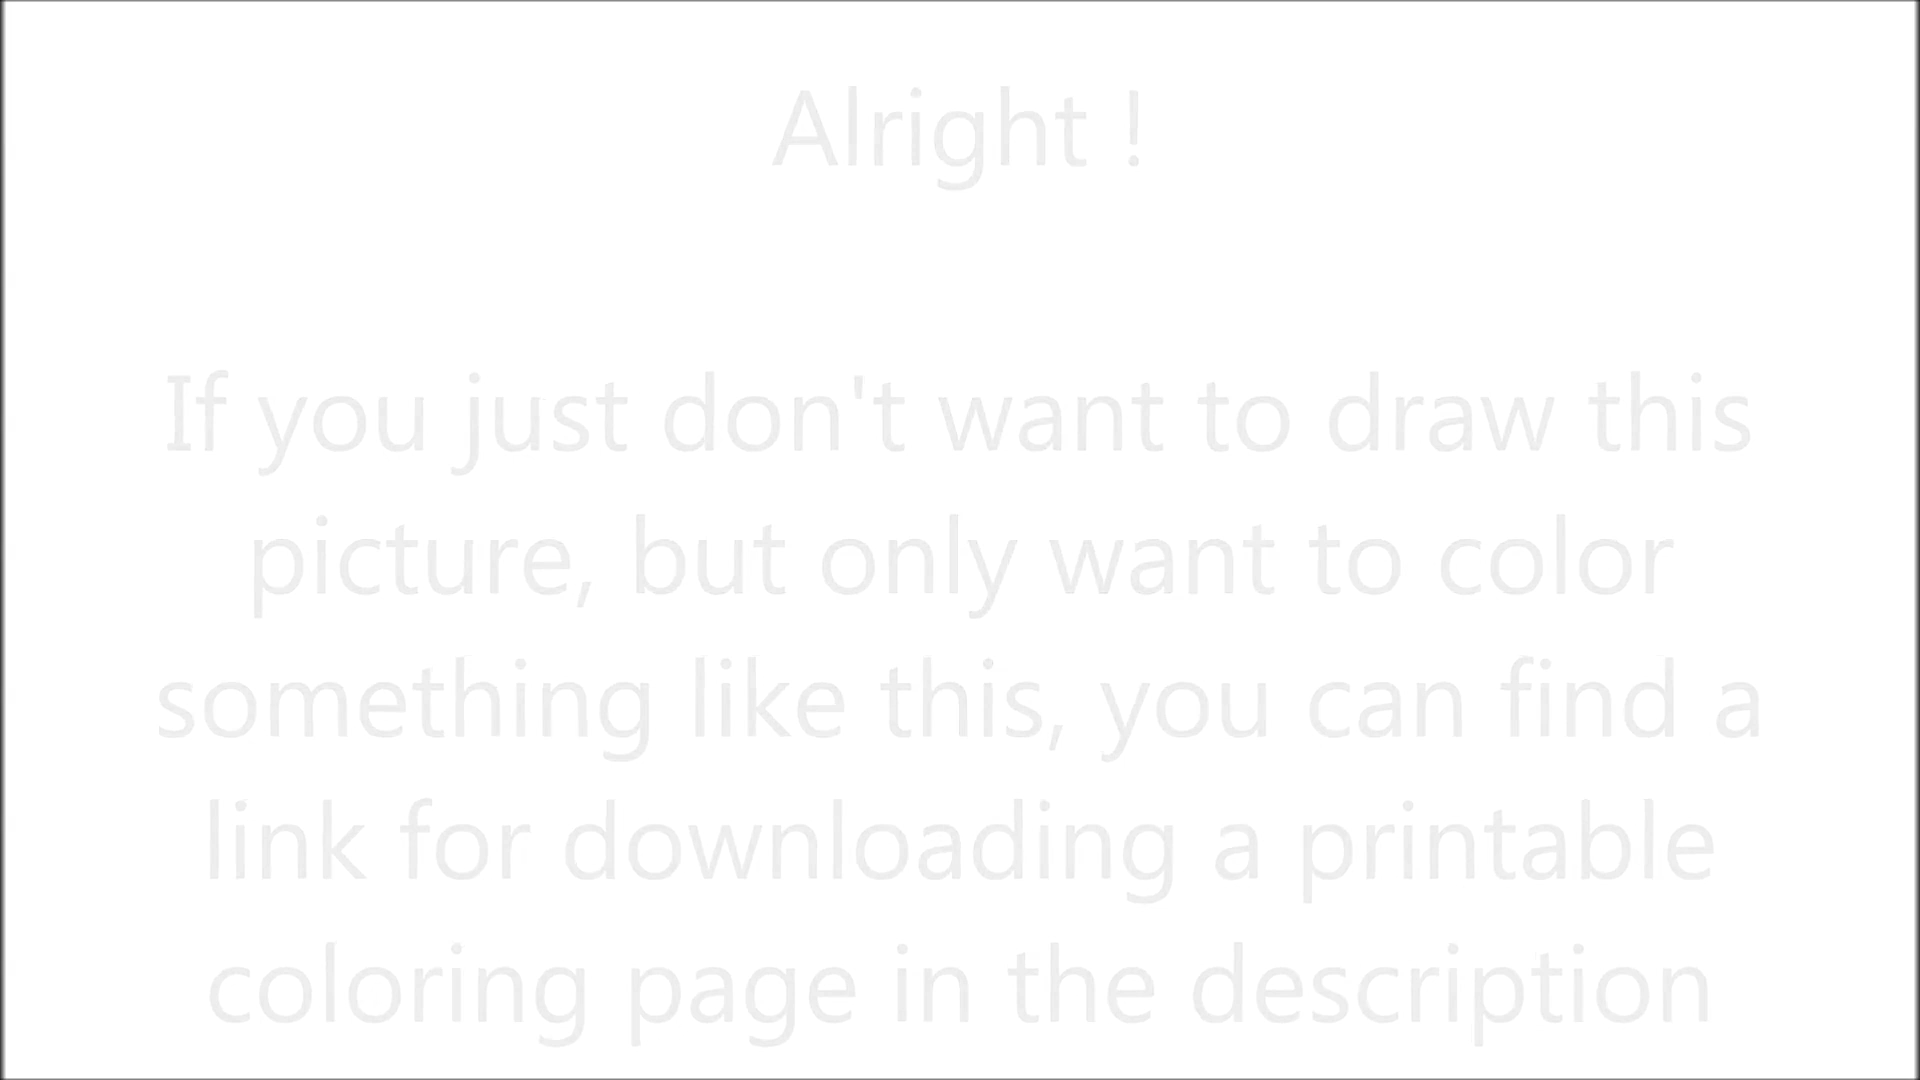 Alright !
If you just don't want to draw this
picture, but only want to color
something like this, you can find a
link for downloading a printable
coloring page in the description